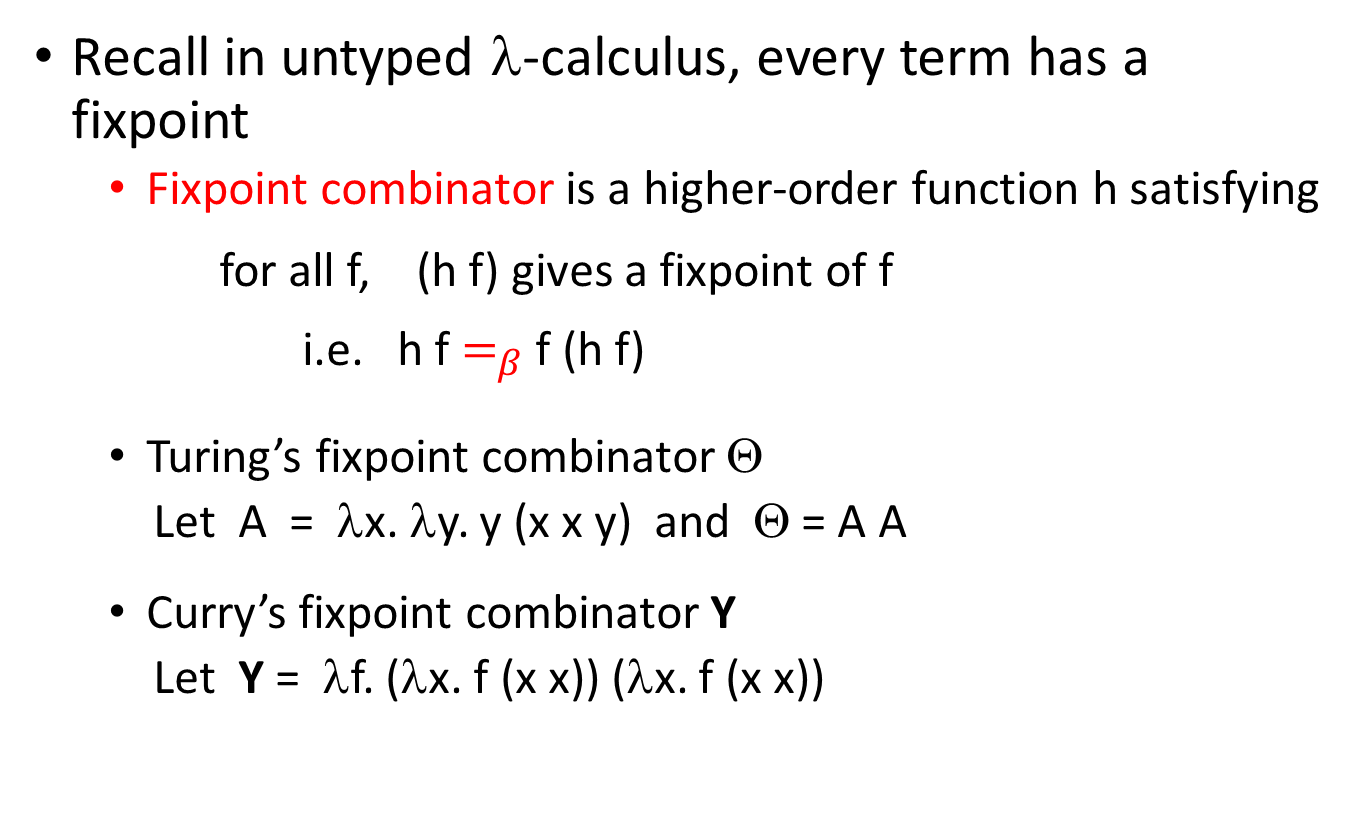 • Recall in untyped λ-calculus, every term has a
fixpoint
• Fixpoint combinator is a higher-order function h satisfying
for all f, (h f) gives a fixpoint of f
i.e. h f =β f (h f)
• Turing’s fixpoint combinator Θ
Let A = λx. λy. y (x x y) and Θ = A A
• Curry’s fixpoint combinator Y
Let Y = λf. (λx. f (x x)) (λx. f (x x))